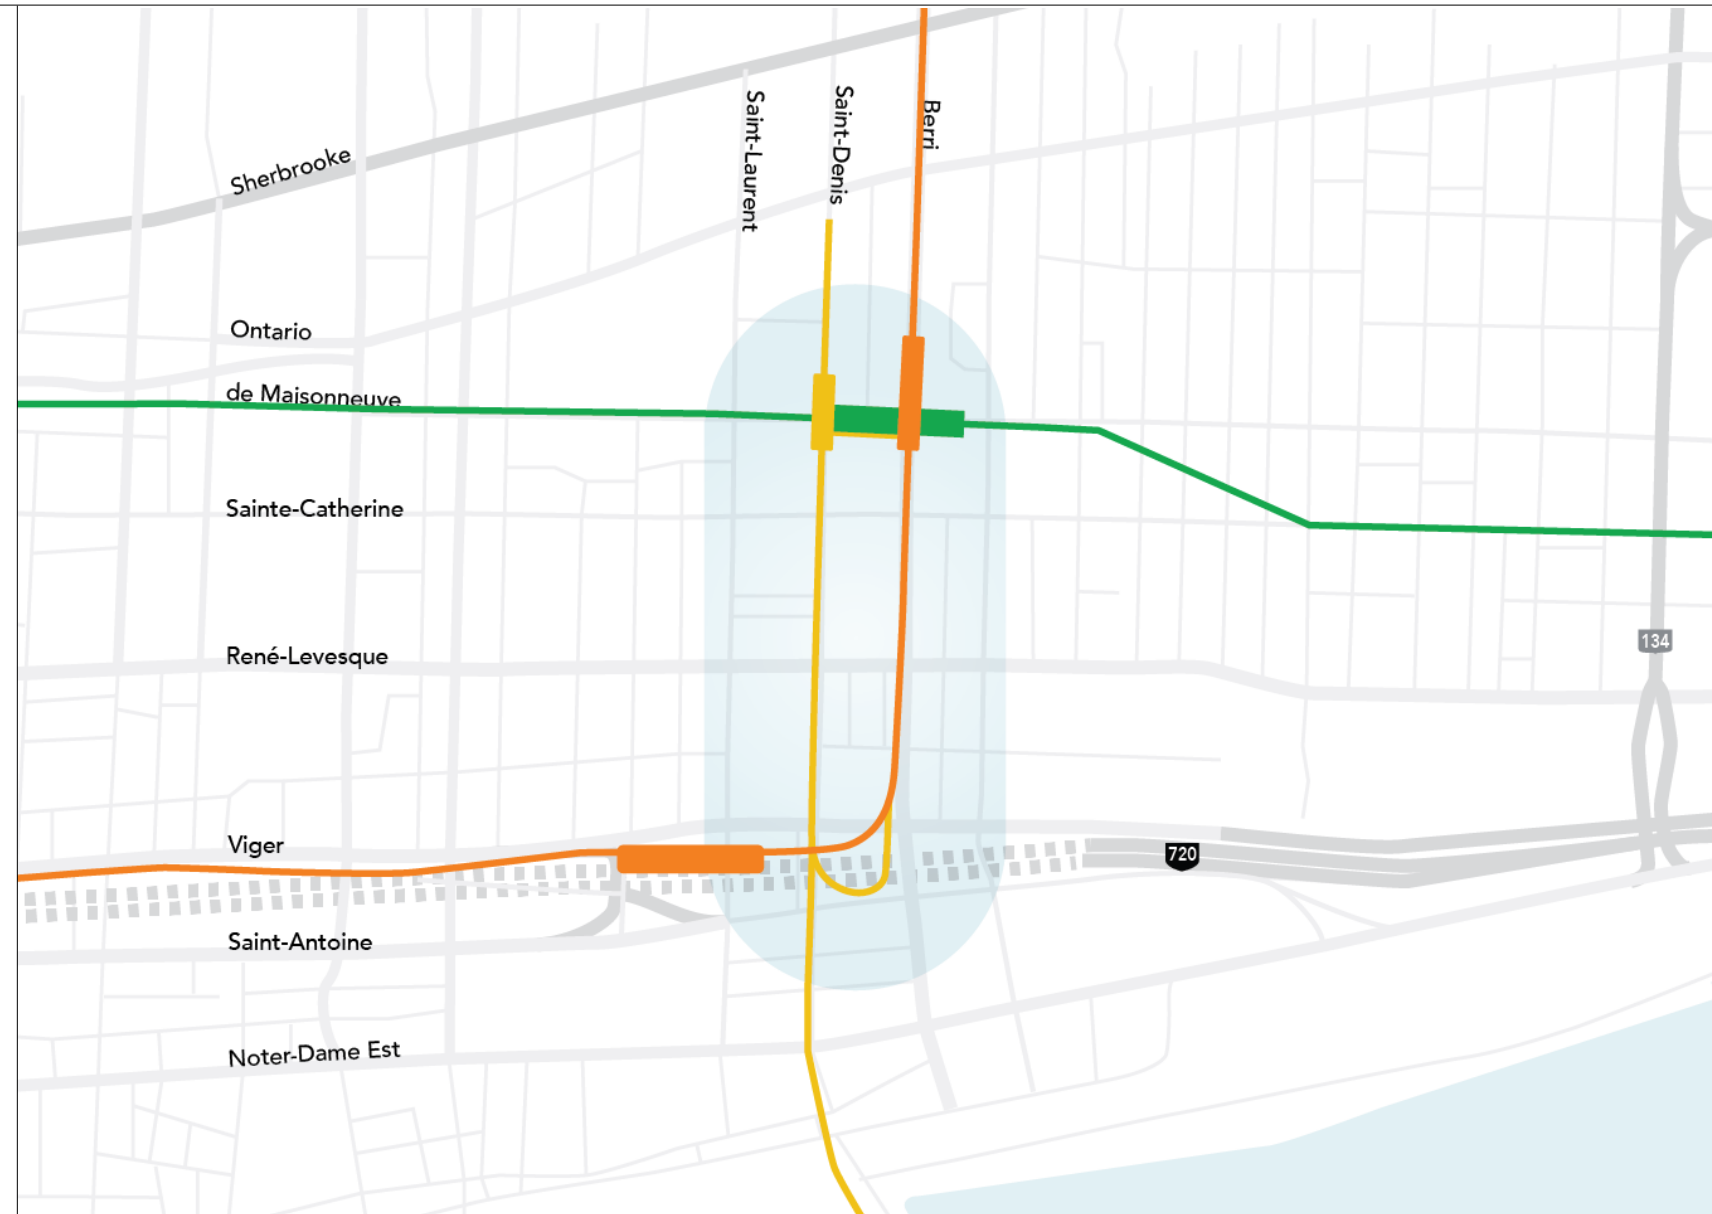 Saint-Laurent
Saint-Denis
Berri
Sherbrooke
Ontario
de Maisonneuve
Sainte-Catherine
René-Levesque
134
Viger
720
Saint-Antoine
Noter-Dame Est